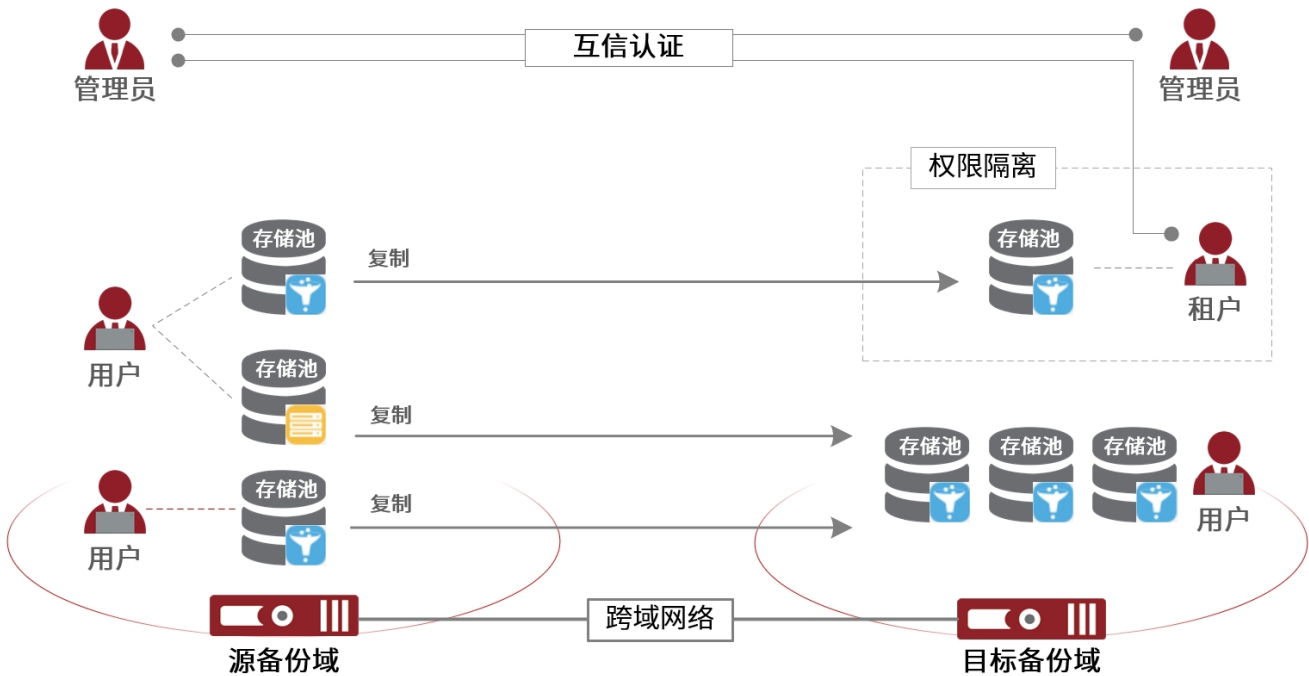 互信认证
管理员
管理员
权限隔离
存储池
复制
存储池
租户
用户
存储池
复制
存储池
存储池
存储池
用户
存储池
复制
用户
跨域网络
源备份域
目标备份域